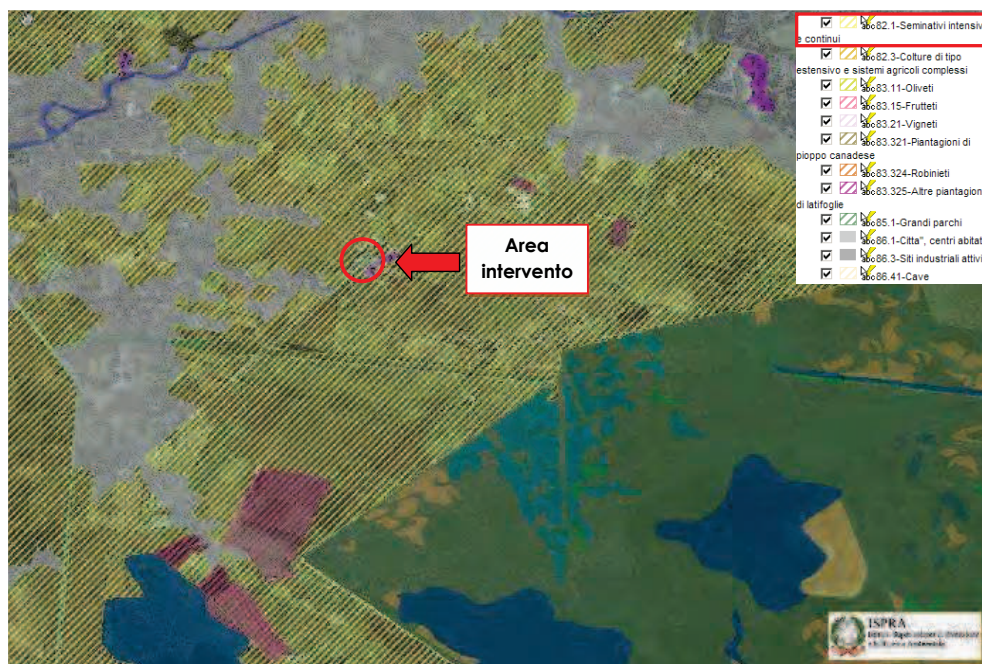 82.1-Seminativi intensiv
e continui
82.3-Colture di tipo
estensivo e sistemi agricoli complessi
83.11-Oliveti
83.15-Frutteti
83.21-Vigneti
83.321-Piantagioni di
pioppo canadese
83.324-Robinieti
83.325-Altre piantagion
di latifoglie
85.1-Grandi parchi
86.1-Citta", centri abitat
86.3-Siti industriali attivi
86.41-Cave
Area
intervento
ISPRA